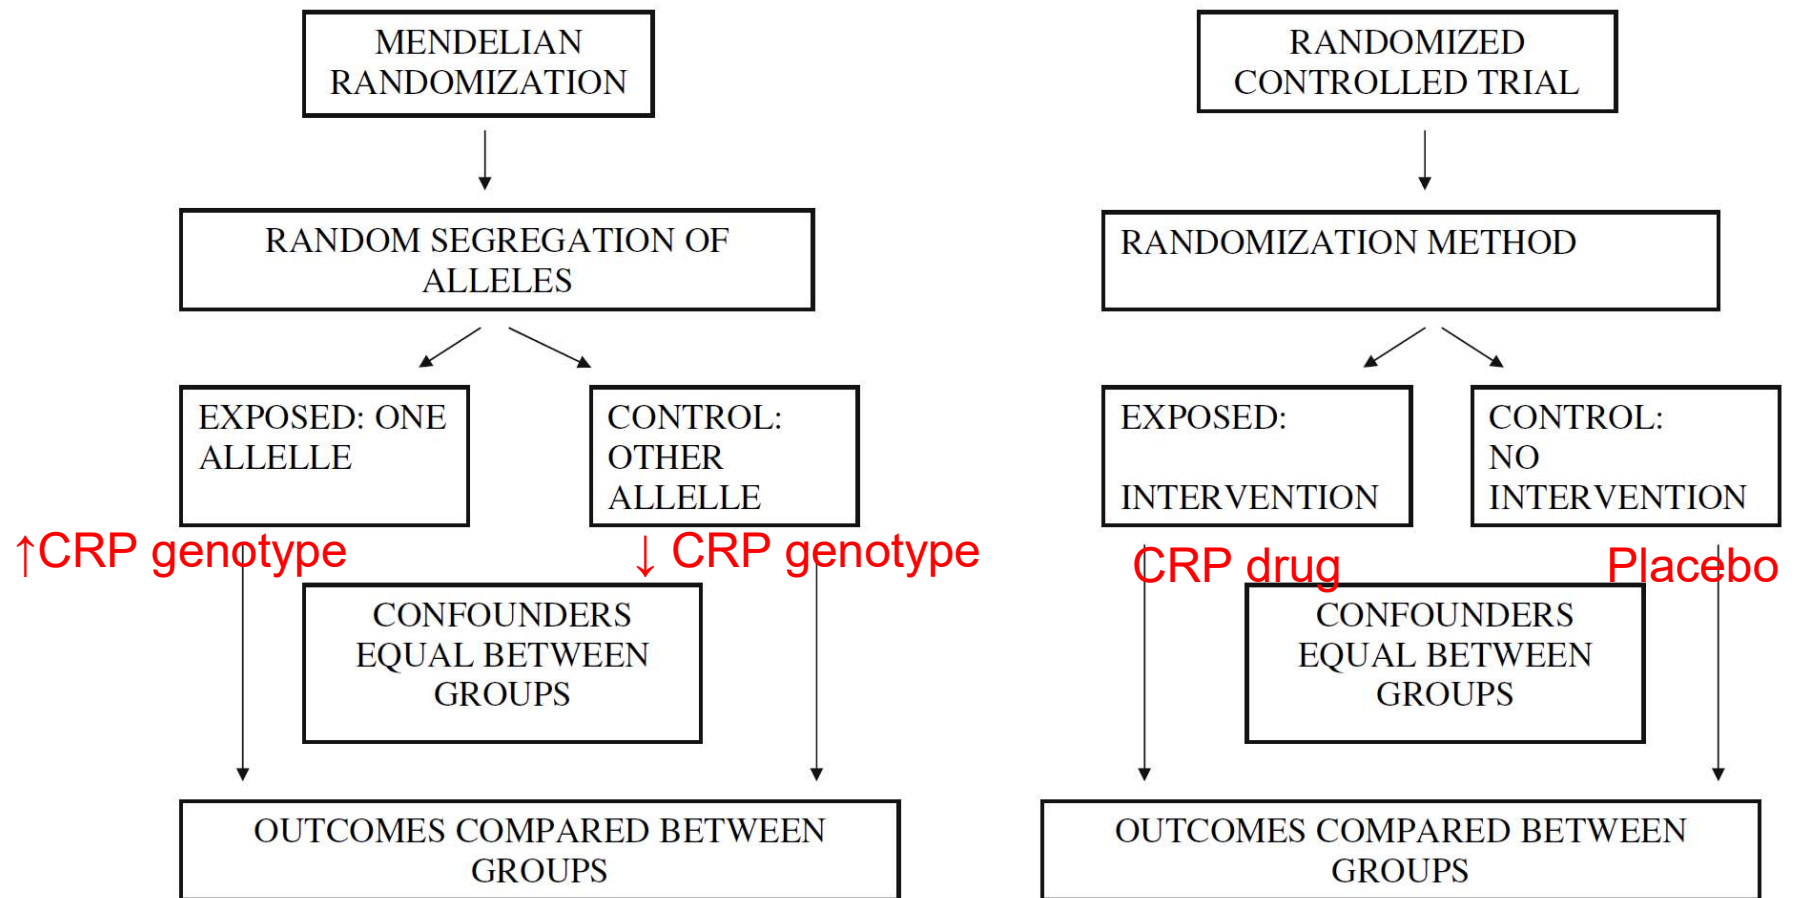 MENDELIAN
RANDOMIZATION
RANDOM SEGREGATION OF
ALLELES
EXPOSED: ONE
ALLELLE
CONTROL:
OTHER
ALLELLE
↑CRP genotype
↓ CRP genotype
CONFOUNDERS
EQUAL BETWEEN
GROUPS
OUTCOMES COMPARED BETWEEN
GROUPS
RANDOMIZED
CONTROLLED TRIAL
RANDOMIZATION METHOD
EXPOSED:
INTERVENTION
CONTROL:
NO
INTERVENTION
CRP drug
Placebo
CONFOUNDERS
EQUAL BETWEEN
GROUPS
OUTCOMES COMPARED BETWEEN
GROUPS